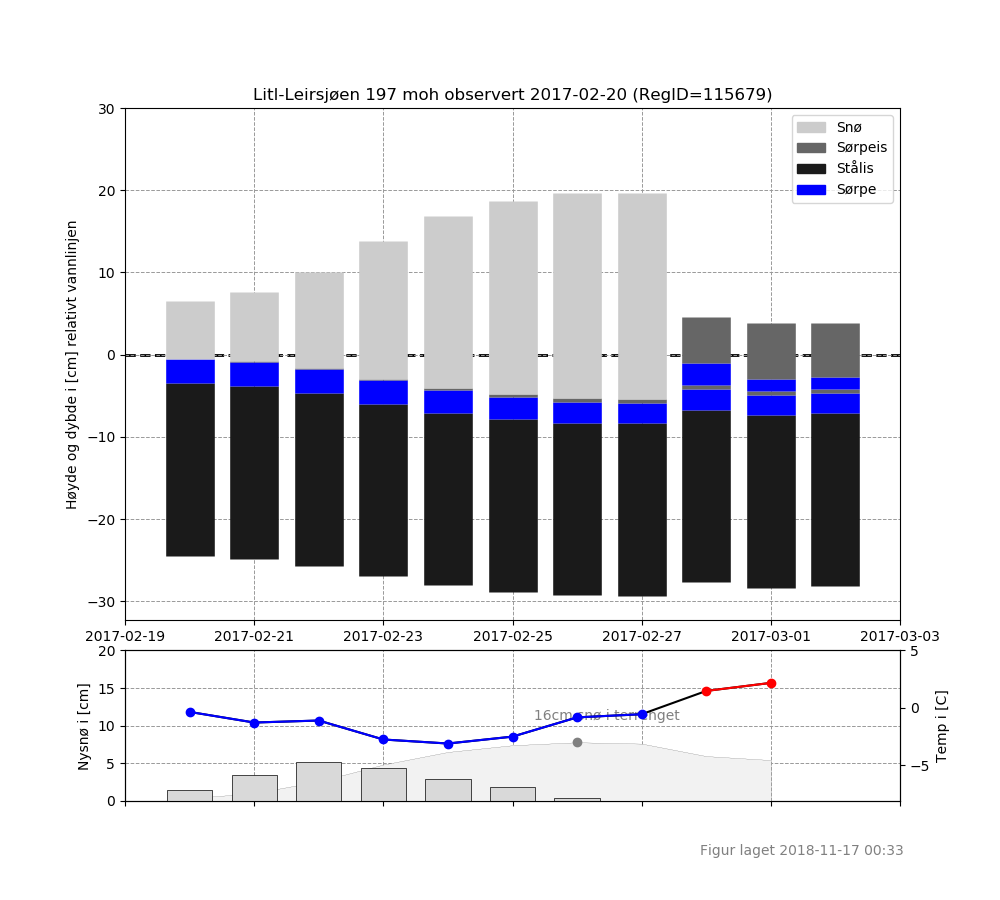 Litl-Leirsjøen 197 moh observert 2017-02-20 (RegID=115679)
Høyde og dybde i [cm] relativt vannlinjen
30
20
10
0
−10
−20
−30
Snø
Sørpeis
Stålis
Sørpe
2017-02-19 2017-02-21 2017-02-23 2017-02-25 2017-02-27 2017-03-01 2017-03-03
Nysnø i [cm]
20
15
10
5
0
16cm snø i terrenget
5
0
−5
Temp i [C]
Figur laget 2018-11-17 00:33